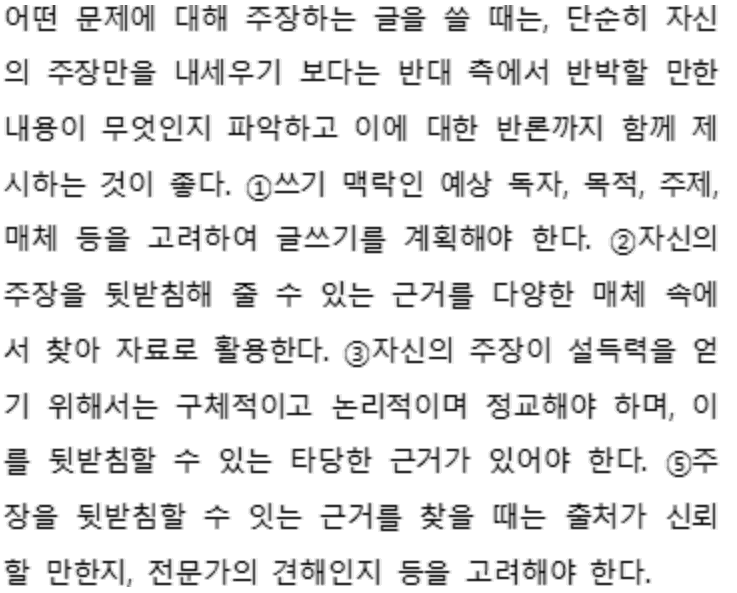 어떤 문제에 대해 주장하는 글을 쓸 때는, 단순히 자신
의 주장만을 내세우기 보다는 반대 측에서 반박할 만한
내용이 무엇인지 파악하고 이에 대한 반론까지 함께 제
시하는 것이 좋다. ①쓰기 맥락인 예상 독자, 목적, 주제,
매체 등을 고려하여 글쓰기를 계획해야 한다. ②자신의
주장을 뒷받침해 줄 수 있는 근거를 다양한 매체 속에
서 찾아 자료로 활용한다. ③자신의 주장이 설득력을 얻
기 위해서는 구체적이고 논리적이며 정교해야 하며, 이
를 뒷받침할 수 있는 타당한 근거가 있어야 한다. ⑤주
장을 뒷받침할 수 잇는 근거를 찾을 때는 출처가 신뢰
할 만한지, 전문가의 견해인지 등을 고려해야 한다.